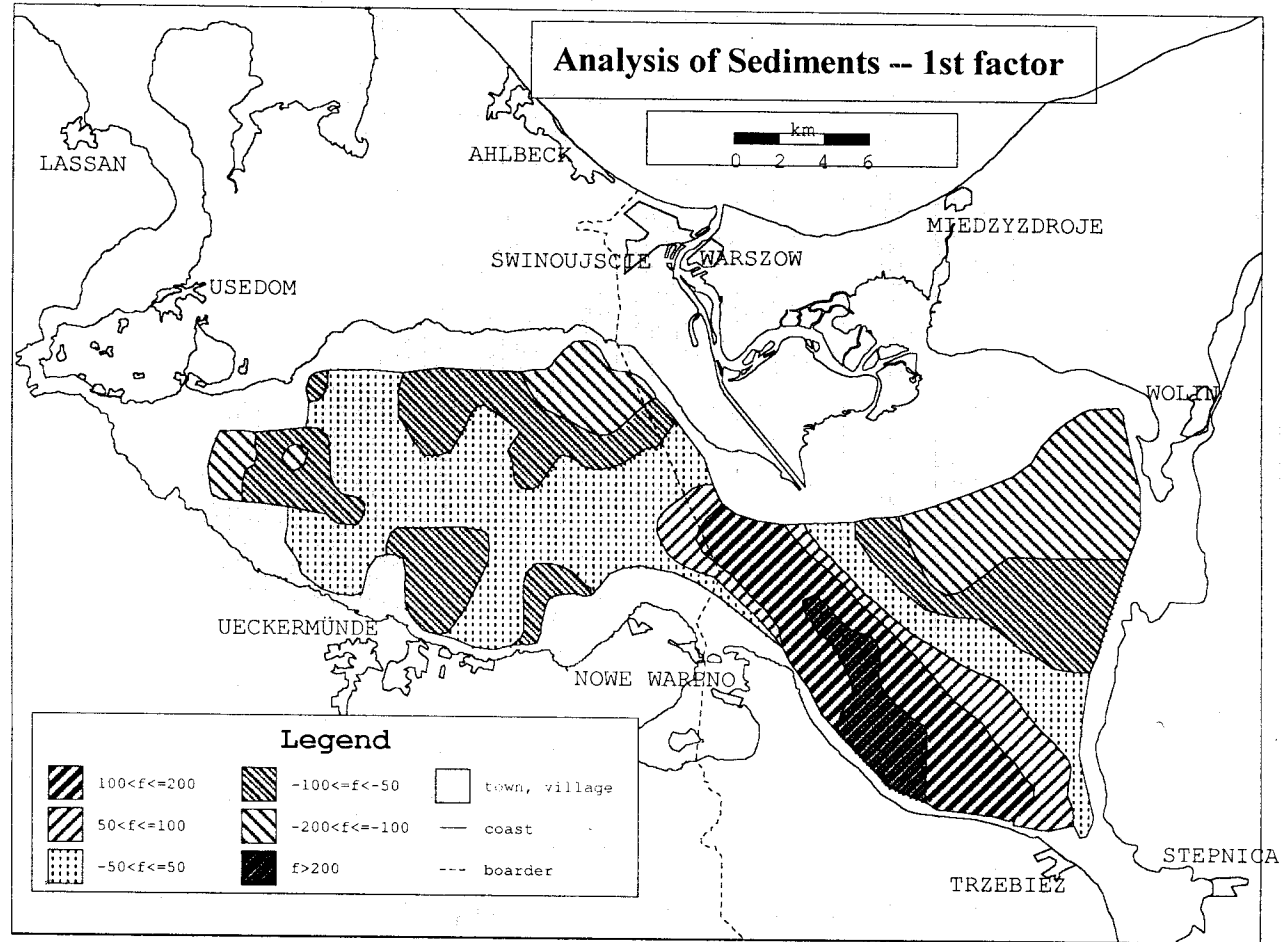 Analysis of Sediments -- 1st factor
km
0 2 4 6
LASSAN
AHLBECK
MIEDZYZDROJE
SWINOUJSCIE
WARSZOW
USEDOM
WOLIN
UECKERMÜNDE
NOWE WARPNO
Legend
100<f<=200
-100<=f<-50
town, village
50<f<=100
-200<f<=-100
coast
-50<f<=50
f>200
boarder
TRZEBIEZ
STEPNICA